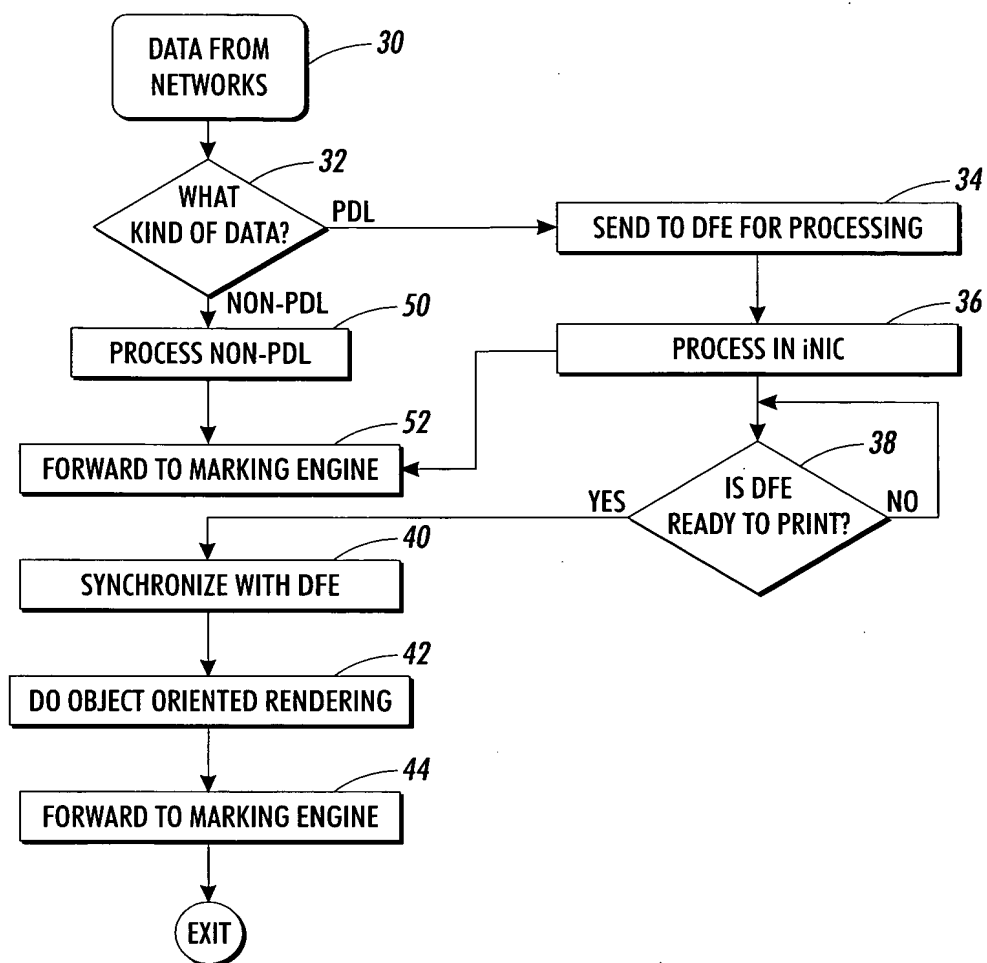 DATA FROM
NETWORKS
30
WHAT
KIND OF DATA?
32
PDL
SEND TO DFE FOR PROCESSING
34
NON-PDL
PROCESS NON-PDL
50
PROCESS IN iNIC
36
FORWARD TO MARKING ENGINE
52
IS DFE
READY TO PRINT?
38
YES
NO
SYNCHRONIZE WITH DFE
40
DO OBJECT ORIENTED RENDERING
42
FORWARD TO MARKING ENGINE
44
EXIT